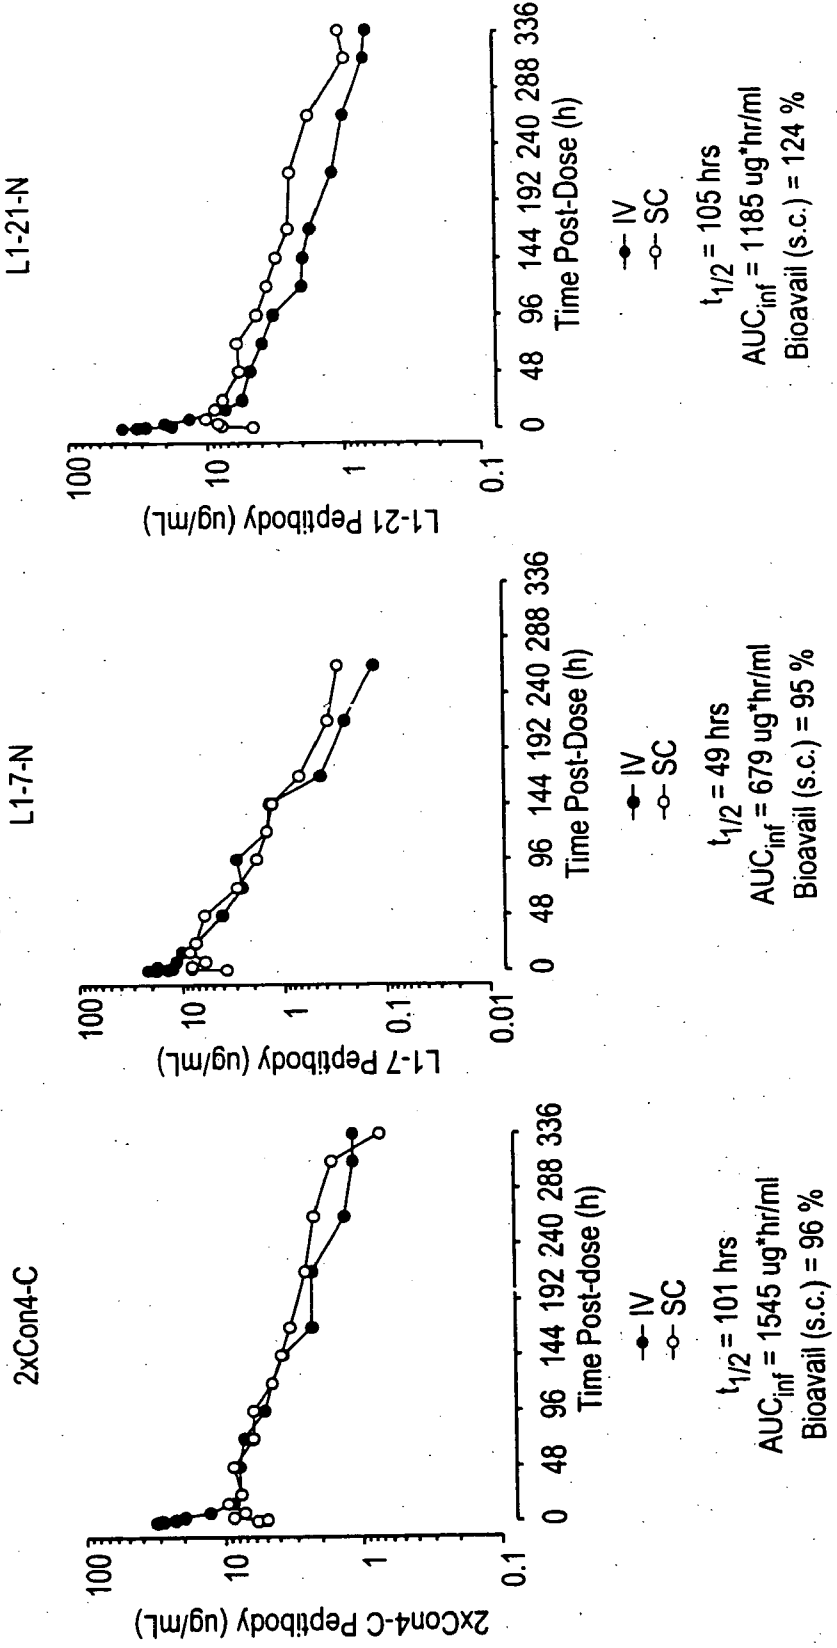 2xCon4-C
2xCon4-C Peptibody (ug/mL)
100
10
1
0.1
0 48 96 144 192 240 288 336
Time Post-dose (h)
IV
SC
t1/2 = 101 hrs
AUCinf = 1545 ug*hr/ml
Bioavail (s.c.) = 96 %
L1-7-N
L1-7 Peptibody (ug/mL)
100
10
1
0.1
0.01
0 48 96 144 192 240 288 336
Time Post-Dose (h)
IV
SC
t1/2 = 49 hrs
AUCinf = 679 ug*hr/ml
Bioavail (s.c.) = 95 %
L1-21-N
L1-21 Peptibody (ug/mL)
100
10
1
0.1
0 48 96 144 192 240 288 336
Time Post-Dose (h)
IV
SC
t1/2 = 105 hrs
AUCinf = 1185 ug*hr/ml
Bioavail (s.c.) = 124 %